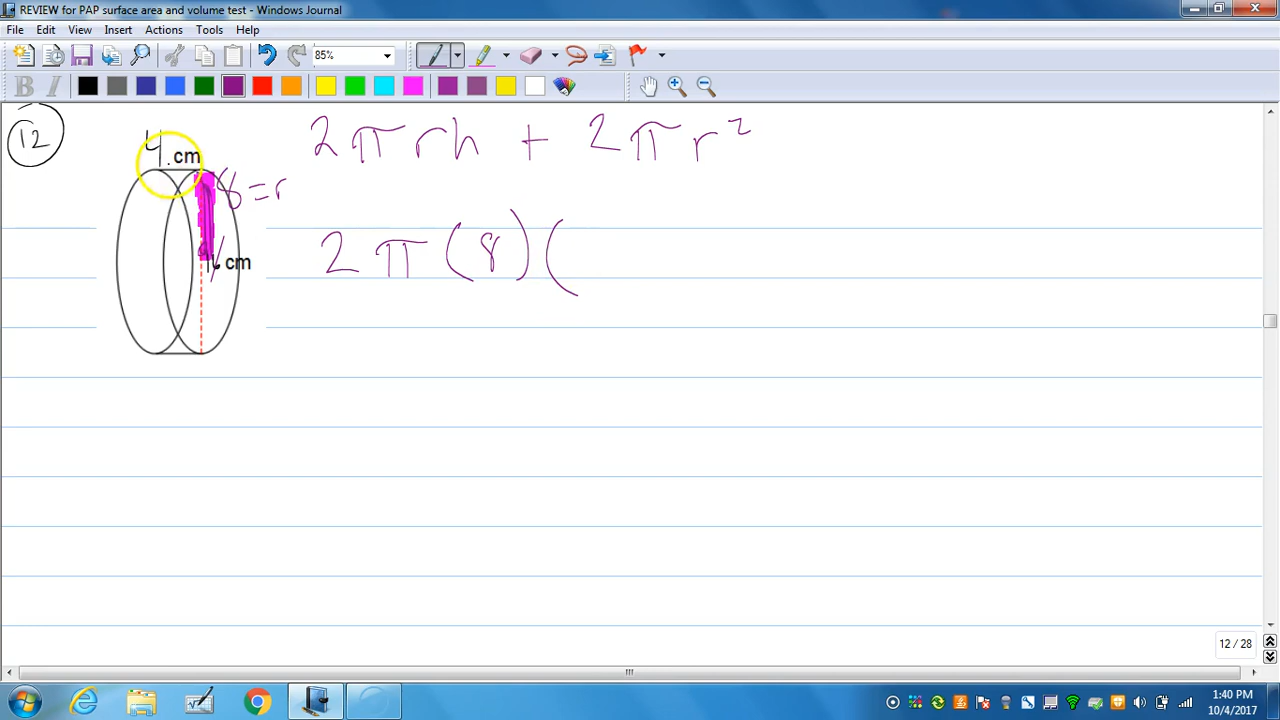 REVIEW for PAP surface area and volume test - Windows Journal
File Edit View Insert Actions Tools Help
85%
B I
12
4 cm
2πrh + 2πr²
8=r
2π(8)(
16 cm
12 / 28
1:40 PM
10/4/2017